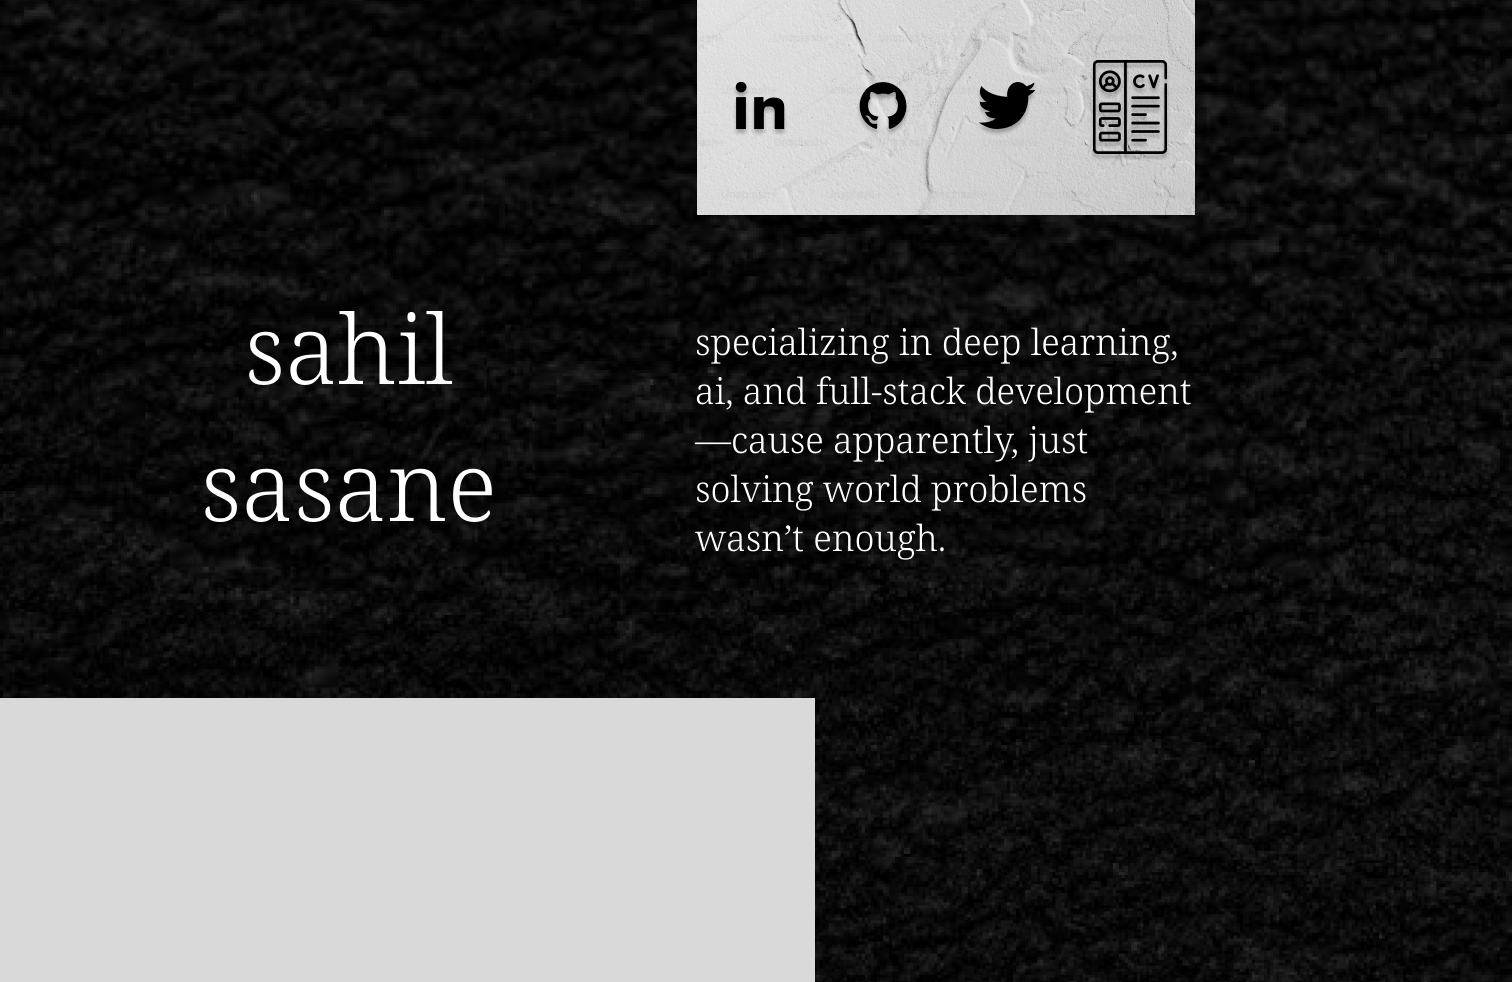 in
CV
sahil
sasane
specializing in deep learning,
ai, and full-stack development
—cause apparently, just
solving world problems
wasn’t enough.